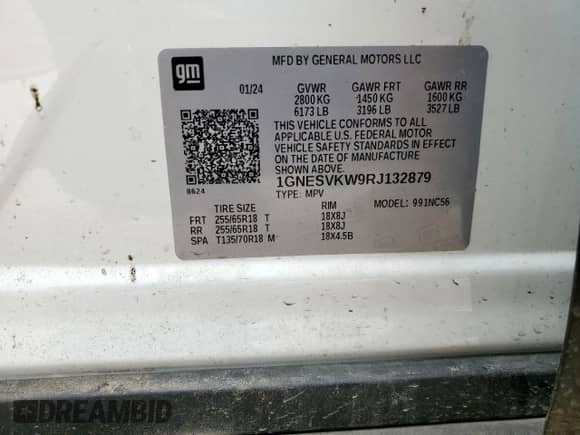 gm
MFD BY GENERAL MOTORS LLC
01/24 GVWR GAWR FRT GAWR RR
2800 KG 1450 KG 1600 KG
6173 LB 3196 LB 3527 LB
THIS VEHICLE CONFORMS TO ALL
APPLICABLE U.S. FEDERAL MOTOR
VEHICLE SAFETY STANDARDS IN EFFECT
ON THE DATE OF MANUFACTURE
SHOWN ABOVE.
1GNESVKW9RJ132879
8624
TYPE: MPV
TIRE SIZE RIM MODEL: 991NC56
FRT 255/65R18 T 18X8J
RR 255/65R18 T 18X8J
SPA T135/70R18 M 18X4.5B
DREAMBID